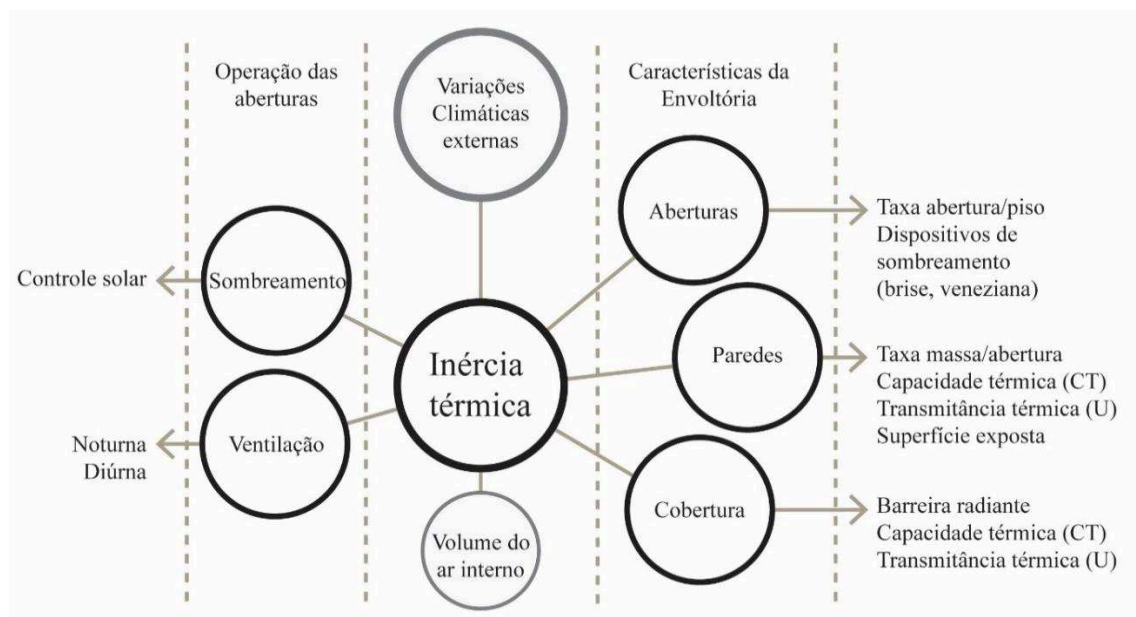 Operação das
aberturas
Variações
Climáticas
externas
Características da
Envoltória
Controle solar
Sombreamento
Noturna
Diúrna
Ventilação
Inércia
térmica
Volume do
ar interno
Aberturas
Taxa abertura/piso
Dispositivos de
sombreamento
(brise, veneziana)
Paredes
Taxa massa/abertura
Capacidade térmica (CT)
Transmitância térmica (U)
Superfície exposta
Cobertura
Barreira radiante
Capacidade térmica (CT)
Transmitância térmica (U)